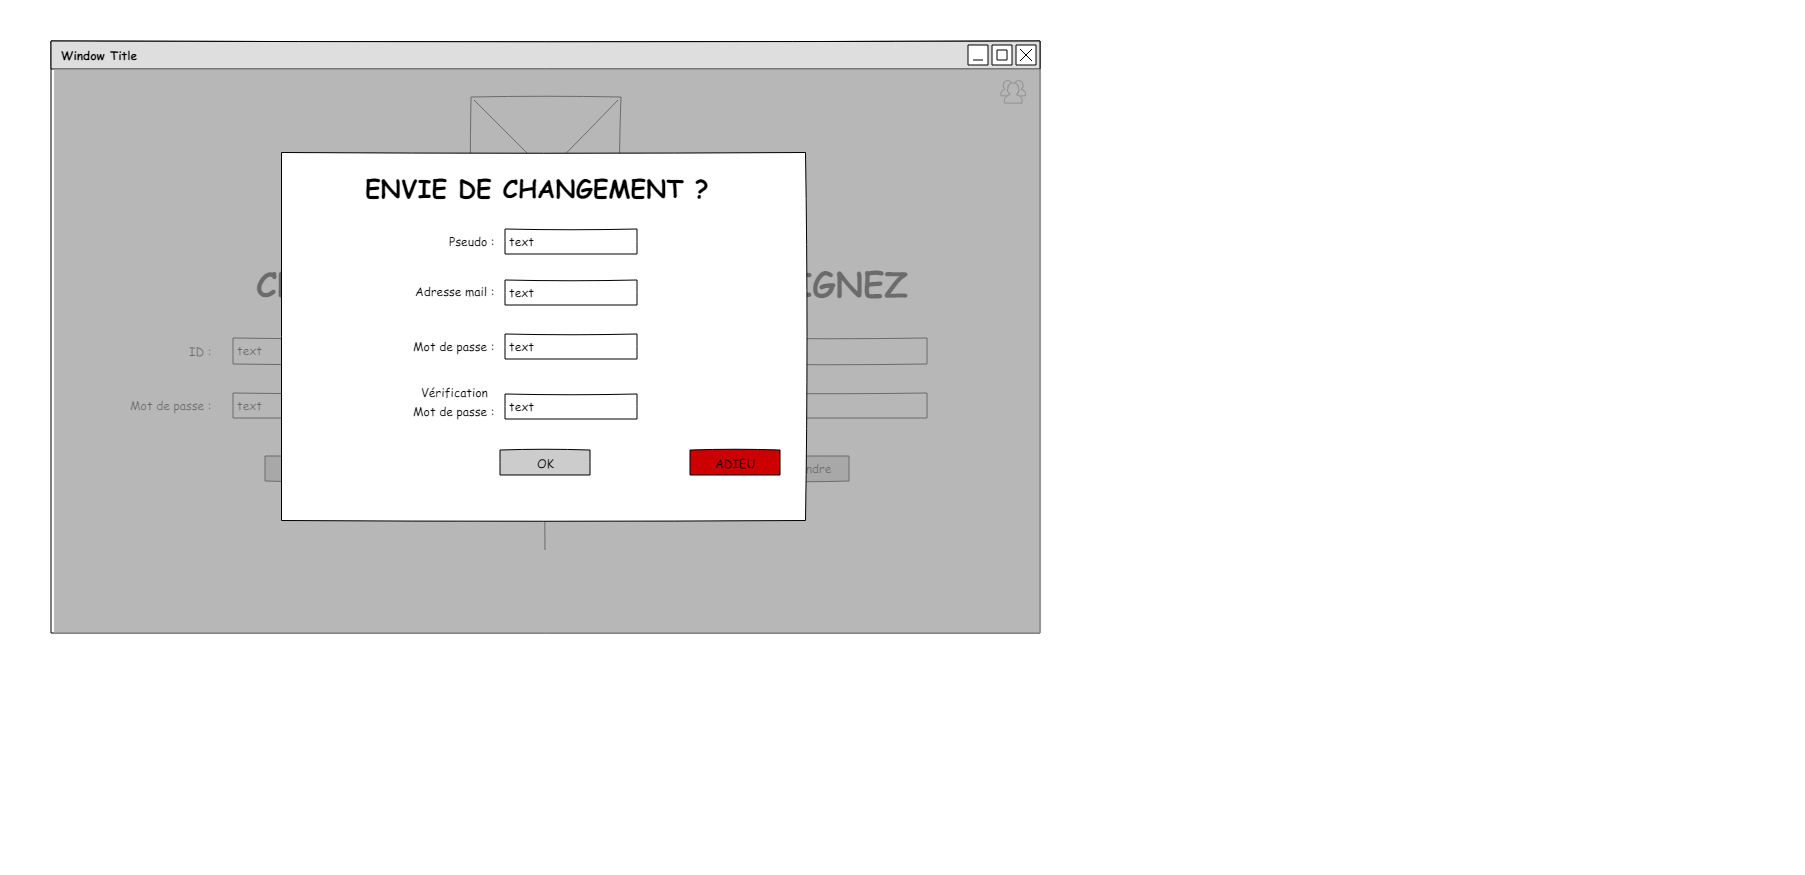 Window Title
ENVIE DE CHANGEMENT ?
Pseudo : text
Adresse mail : text
IGNEZ
ID : text
Mot de passe : text
Vérification
Mot de passe : text
Mot de passe : text
OK
ADIEU
ndre